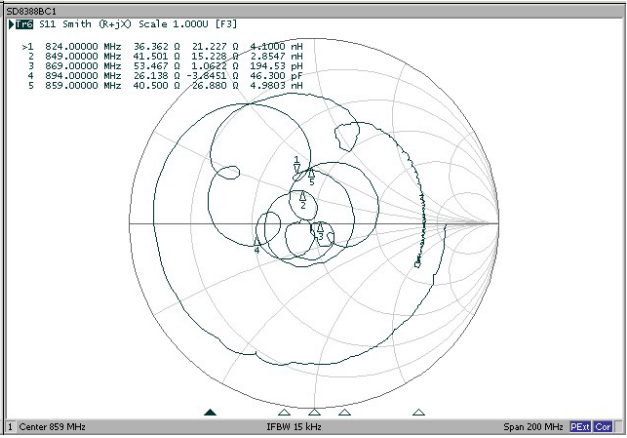 SD8388BC1
Tr6 S11 Smith (R+jX) Scale 1.000U [F3]
>1 824.00000 MHz 36.362 Ω 21.227 Ω 4.1000 nH
2 849.00000 MHz 41.501 Ω 15.228 Ω 2.8547 nH
3 869.00000 MHz 53.467 Ω 1.0622 Ω 194.53 pH
4 894.00000 MHz 26.138 Ω -3.8451 Ω 46.300 pF
5 859.00000 MHz 40.500 Ω 26.880 Ω 4.9803 nH
1
5
2
3
4
1 Center 859 MHz IFBW 15 kHz Span 200 MHz PExt Cor